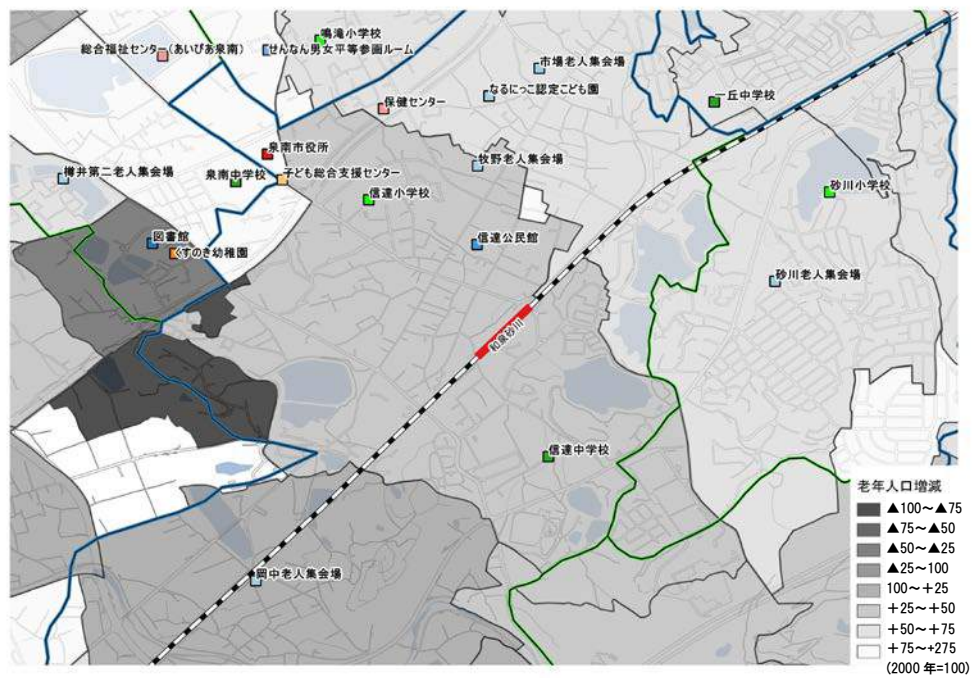 鳴滝小学校
総合福祉センター(あいぴあ泉南)
せんなん男女平等参画ルーム
市場老人集会場
なるにっこ認定こども園
一丘中学校
保健センター
泉南市役所
牧野老人集会場
樽井第二老人集会場
泉南中学校
子ども総合支援センター
信達小学校
砂川小学校
図書館
くすのき幼稚園
信達公民館
砂川老人集会場
和泉砂川
信達中学校
岡中老人集会場
老年人口増減
▲100～▲75
▲75～▲50
▲50～▲25
▲25～100
100～+25
+25～+50
+50～+75
+75～+275
(2000 年=100)